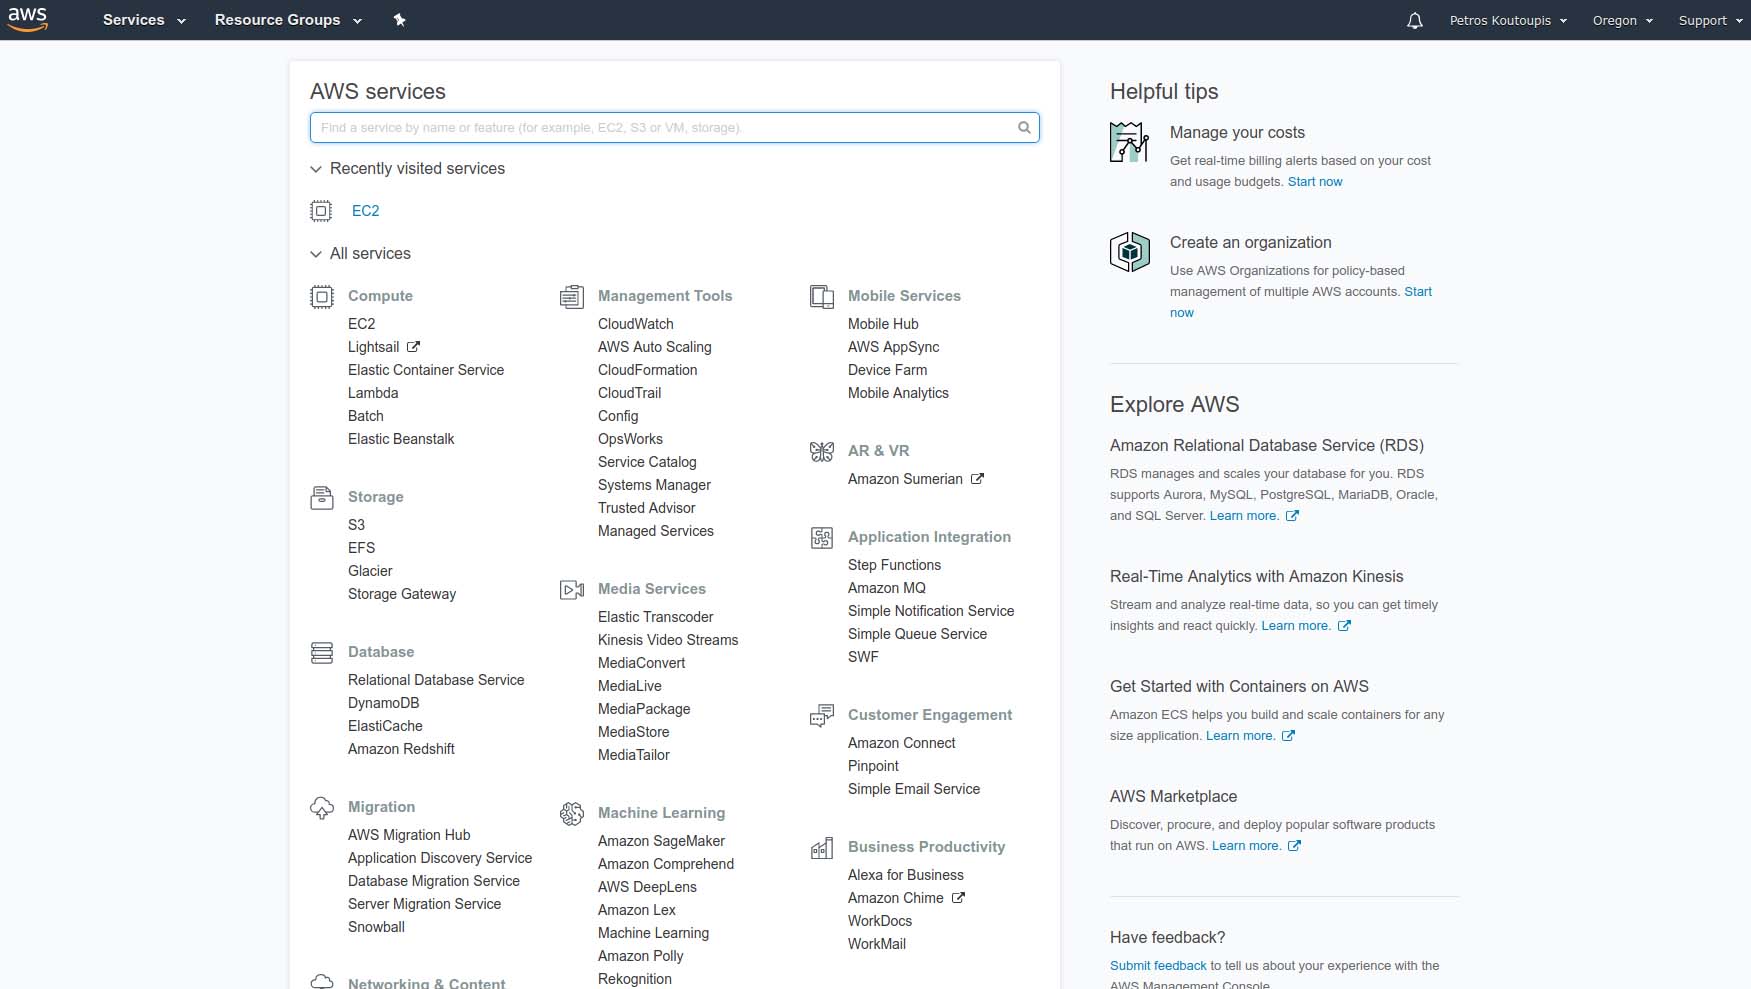 aws
Services
Resource Groups
Petros Koutoupis
Oregon
Support
AWS services
Find a service by name or feature (for example, EC2, S3 or VM, storage).
Recently visited services
EC2
All services
Compute
EC2
Lightsail
Elastic Container Service
Lambda
Batch
Elastic Beanstalk
Storage
S3
EFS
Glacier
Storage Gateway
Database
Relational Database Service
DynamoDB
ElastiCache
Amazon Redshift
Migration
AWS Migration Hub
Application Discovery Service
Database Migration Service
Server Migration Service
Snowball
Networking & Content
Management Tools
CloudWatch
AWS Auto Scaling
CloudFormation
CloudTrail
Config
OpsWorks
Service Catalog
Systems Manager
Trusted Advisor
Managed Services
Media Services
Elastic Transcoder
Kinesis Video Streams
MediaConvert
MediaLive
MediaPackage
MediaStore
MediaTailor
Machine Learning
Amazon SageMaker
Amazon Comprehend
AWS DeepLens
Amazon Lex
Machine Learning
Amazon Polly
Rekognition
Mobile Services
Mobile Hub
AWS AppSync
Device Farm
Mobile Analytics
AR & VR
Amazon Sumerian
Application Integration
Step Functions
Amazon MQ
Simple Notification Service
Simple Queue Service
SWF
Customer Engagement
Amazon Connect
Pinpoint
Simple Email Service
Business Productivity
Alexa for Business
Amazon Chime
WorkDocs
WorkMail
Helpful tips
Manage your costs
Get real-time billing alerts based on your cost
and usage budgets. Start now
Create an organization
Use AWS Organizations for policy-based
management of multiple AWS accounts. Start
now
Explore AWS
Amazon Relational Database Service (RDS)
RDS manages and scales your database for you. RDS
supports Aurora, MySQL, PostgreSQL, MariaDB, Oracle,
and SQL Server. Learn more.
Real-Time Analytics with Amazon Kinesis
Stream and analyze real-time data, so you can get timely
insights and react quickly. Learn more.
Get Started with Containers on AWS
Amazon ECS helps you build and scale containers for any
size application. Learn more.
AWS Marketplace
Discover, procure, and deploy popular software products
that run on AWS. Learn more.
Have feedback?
Submit feedback to tell us about your experience with the
AWS Management Console.